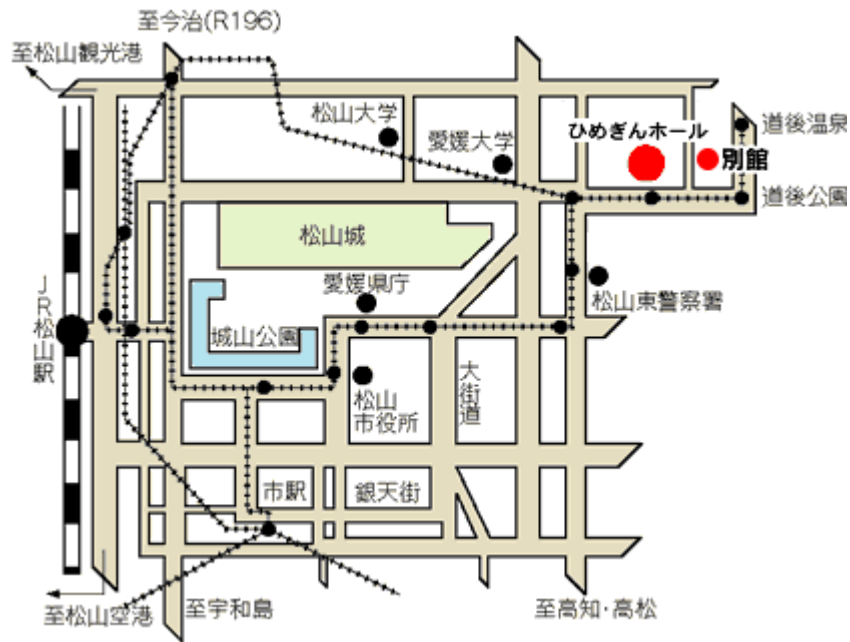 至今治(R196)
至松山観光港
松山大学
愛媛大学
ひめぎんホール
別館
道後温泉
道後公園
松山城
愛媛県庁
松山東警察署
JR松山駅
城山公園
松山
市役所
大街道
市駅
銀天街
至松山空港
至宇和島
至高知・高松